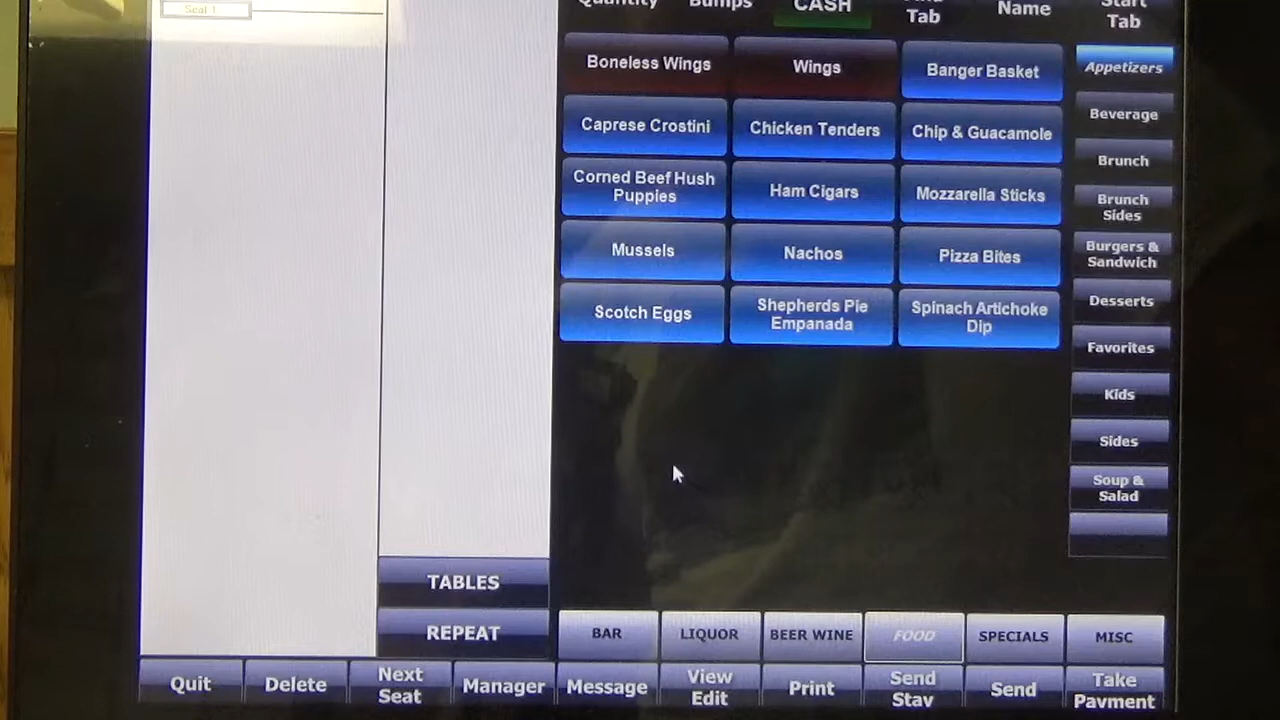 Seat 1
Quantity
Bumps
CASH
Tab
Name
Start
Tab
Boneless Wings
Wings
Banger Basket
Appetizers
Caprese Crostini
Chicken Tenders
Chip & Guacamole
Beverage
Brunch
Corned Beef Hush
Puppies
Ham Cigars
Mozzarella Sticks
Brunch
Sides
Mussels
Nachos
Pizza Bites
Burgers &
Sandwich
Scotch Eggs
Shepherds Pie
Empanada
Spinach Artichoke
Dip
Desserts
Favorites
Kids
Sides
Soup &
Salad
TABLES
REPEAT
BAR
LIQUOR
BEER WINE
FOOD
SPECIALS
MISC
Quit
Delete
Next
Seat
Manager
Message
View
Edit
Print
Send
Stay
Send
Take
Payment